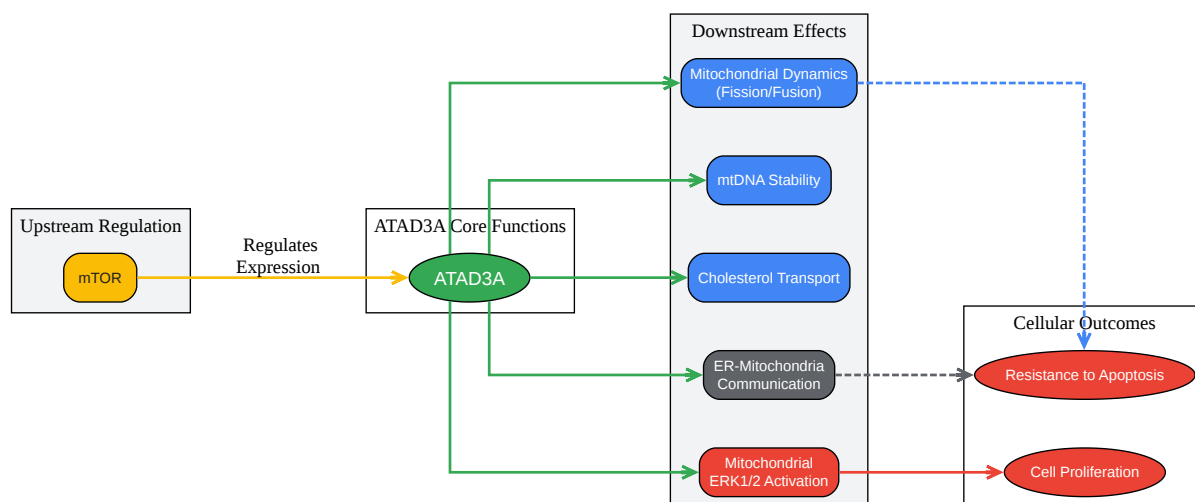 Downstream Effects
Mitochondrial Dynamics
(Fission/Fusion)
mtDNA Stability
Upstream Regulation
mTOR
Regulates
Expression
ATAD3A Core Functions
ATAD3A
Cholesterol Transport
ER-Mitochondria
Communication
Mitochondrial
ERK1/2 Activation
Cellular Outcomes
Resistance to Apoptosis
Cell Proliferation